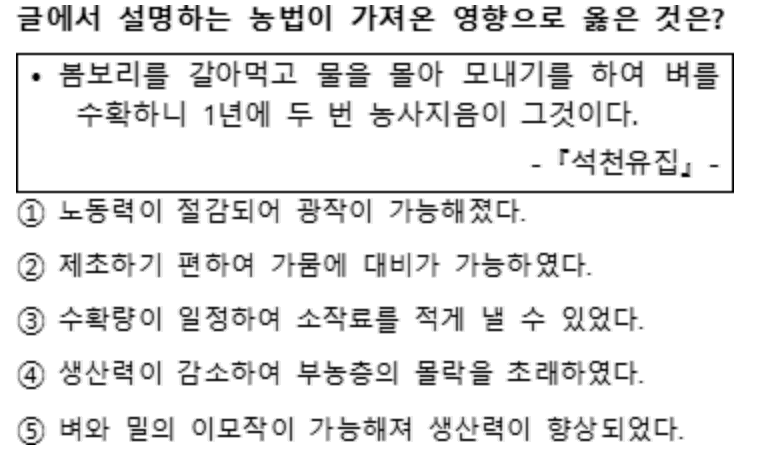 글에서 설명하는 농법이 가져온 영향으로 옳은 것은?
• 봄보리를 갈아먹고 물을 몰아 모내기를 하여 벼를
수확하니 1년에 두 번 농사지음이 그것이다.
-『석천유집』-
① 노동력이 절감되어 광작이 가능해졌다.
② 제초하기 편하여 가뭄에 대비가 가능하였다.
③ 수확량이 일정하여 소작료를 적게 낼 수 있었다.
④ 생산력이 감소하여 부농층의 몰락을 초래하였다.
⑤ 벼와 밀의 이모작이 가능해져 생산력이 향상되었다.